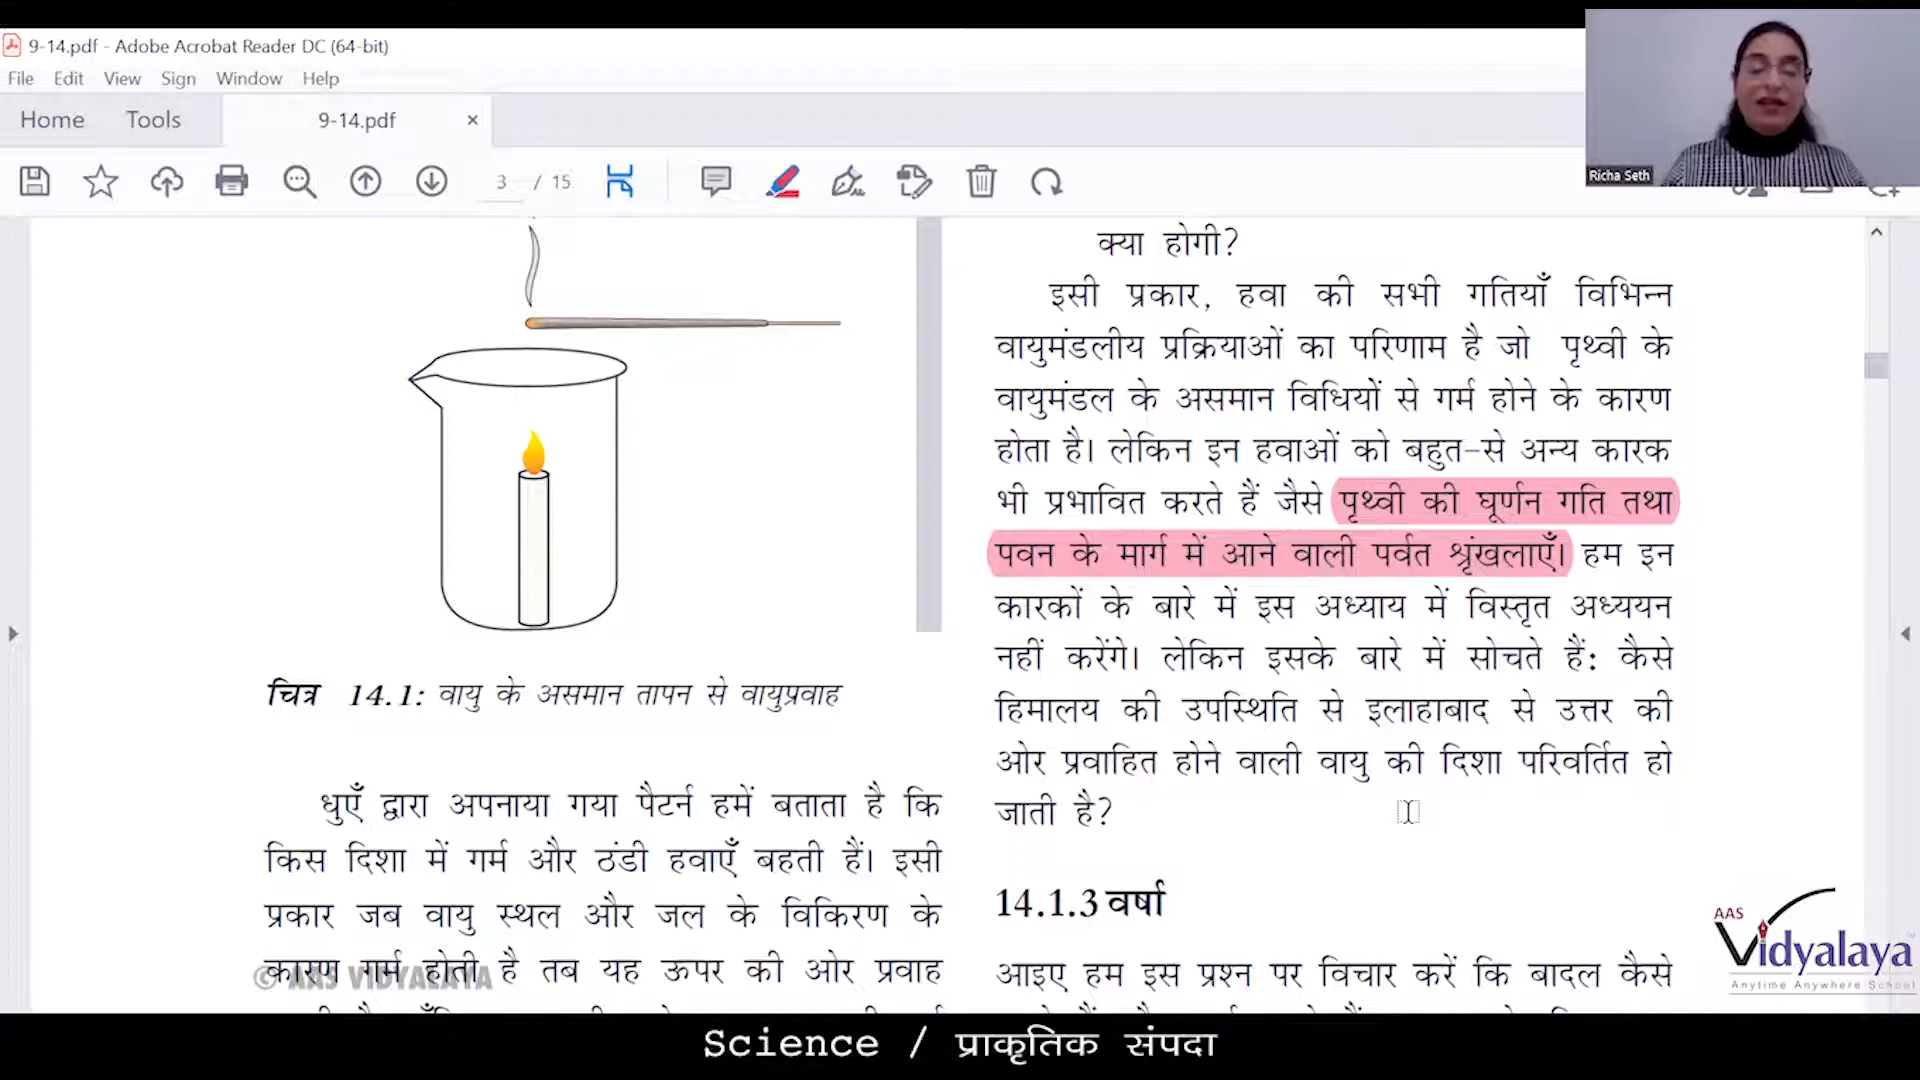 9-14.pdf - Adobe Acrobat Reader DC (64-bit)
File Edit View Sign Window Help
Home Tools 9-14.pdf ×
3 / 15
Richa Seth
चित्र 14.1: वायु के असमान तापन से वायुप्रवाह
धुएँ द्वारा अपनाया गया पैटर्न हमें बताता है कि
किस दिशा में गर्म और ठंडी हवाएँ बहती हैं। इसी
प्रकार जब वायु स्थल और जल के विकिरण के
कारण गर्म होती है तब यह ऊपर की ओर प्रवाह
© AAS VIDYALAYA
क्या होगी?
इसी प्रकार, हवा की सभी गतियाँ विभिन्न
वायुमंडलीय प्रक्रियाओं का परिणाम है जो पृथ्वी के
वायुमंडल के असमान विधियों से गर्म होने के कारण
होता है। लेकिन इन हवाओं को बहुत-से अन्य कारक
भी प्रभावित करते हैं जैसे पृथ्वी की घूर्णन गति तथा
पवन के मार्ग में आने वाली पर्वत श्रृंखलाएँ। हम इन
कारकों के बारे में इस अध्याय में विस्तृत अध्ययन
नहीं करेंगे। लेकिन इसके बारे में सोचते हैं: कैसे
हिमालय की उपस्थिति से इलाहाबाद से उत्तर की
ओर प्रवाहित होने वाली वायु की दिशा परिवर्तित हो
जाती है?
14.1.3 वर्षा
आइए हम इस प्रश्न पर विचार करें कि बादल कैसे
AAS
Vidyalaya
Anytime Anywhere School
Science / प्राकृतिक संपदा